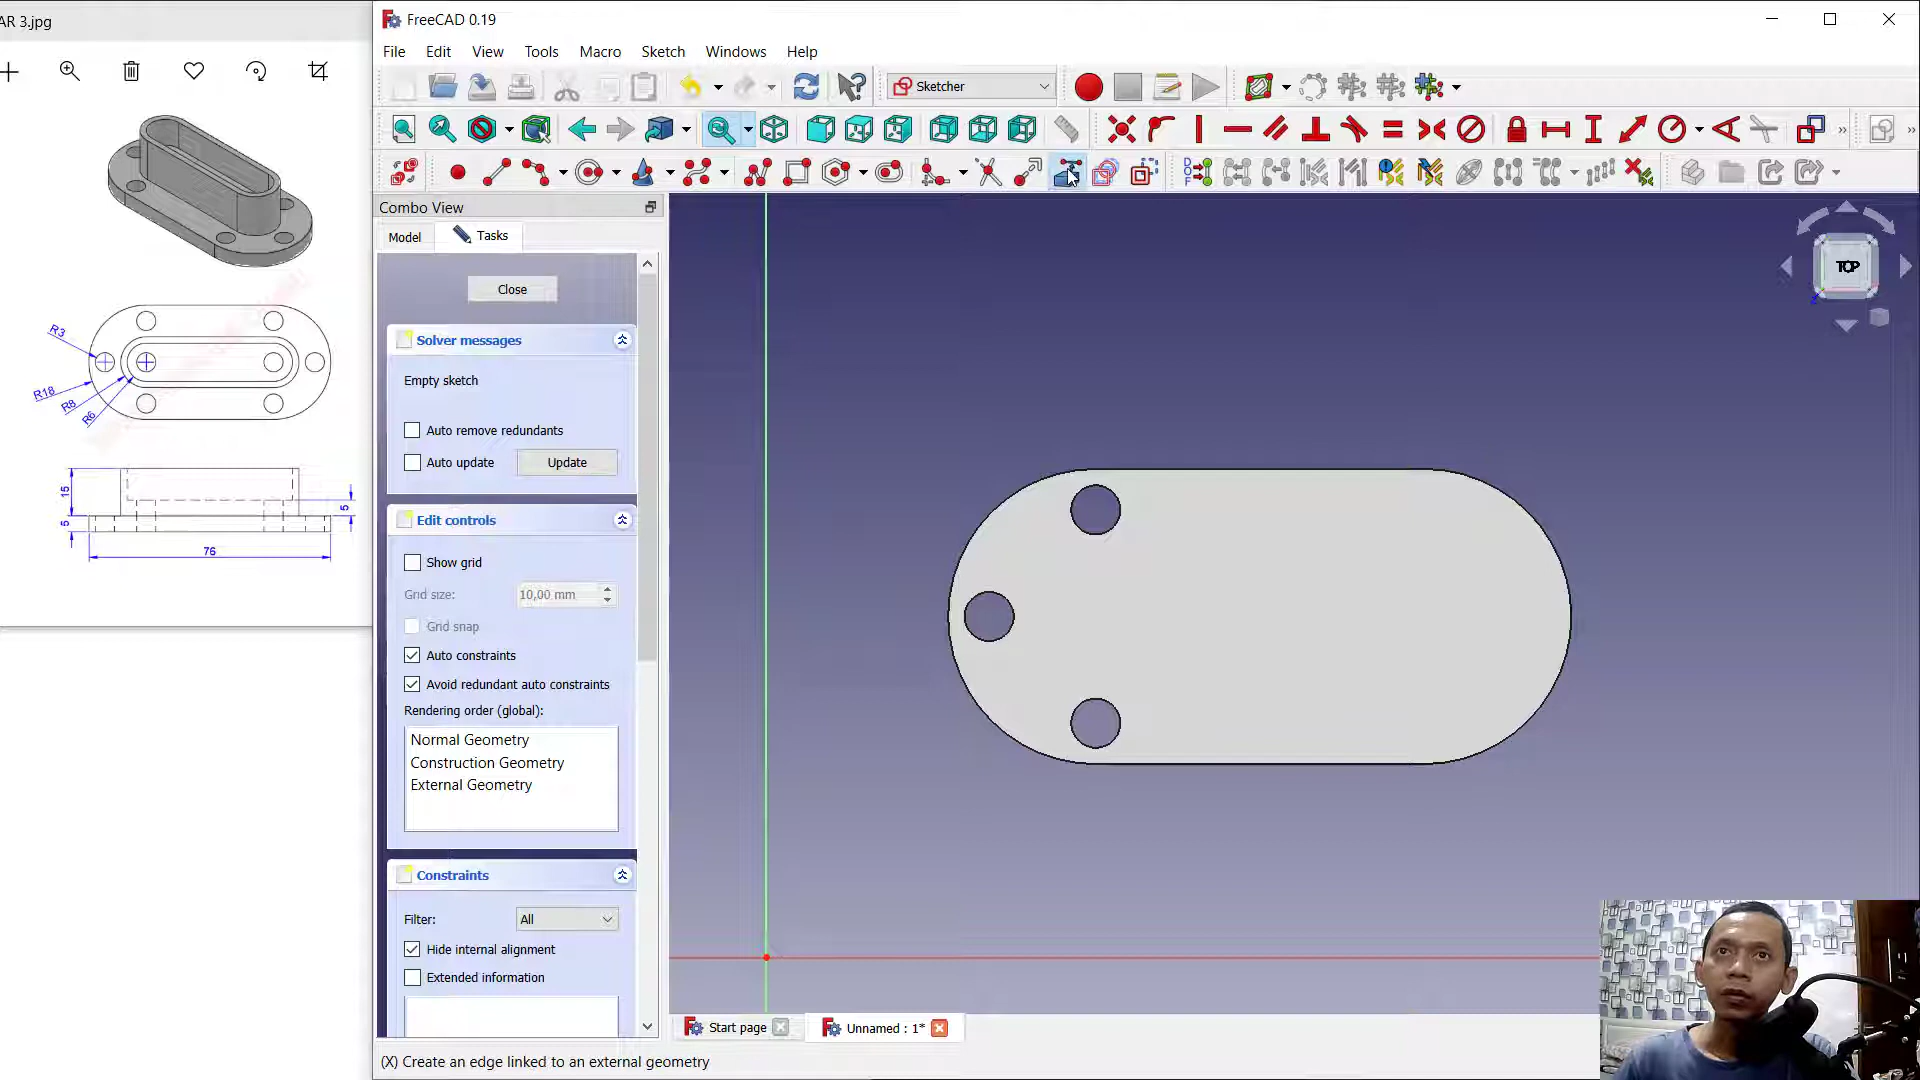 AR 3.jpg
FreeCAD 0.19
File Edit View Tools Macro Sketch Windows Help
Sketcher
Combo View
Model Tasks
Close
Solver messages
Empty sketch
Auto remove redundants
Auto update Update
Edit controls
Show grid
Grid size: 10,00 mm
Grid snap
Auto constraints
Avoid redundant auto constraints
Rendering order (global):
Normal Geometry
Construction Geometry
External Geometry
Constraints
Filter: All
Hide internal alignment
Extended information
TOP
R3
R18
R8
R6
15
5
5
76
Start page Unnamed : 1*
(X) Create an edge linked to an external geometry